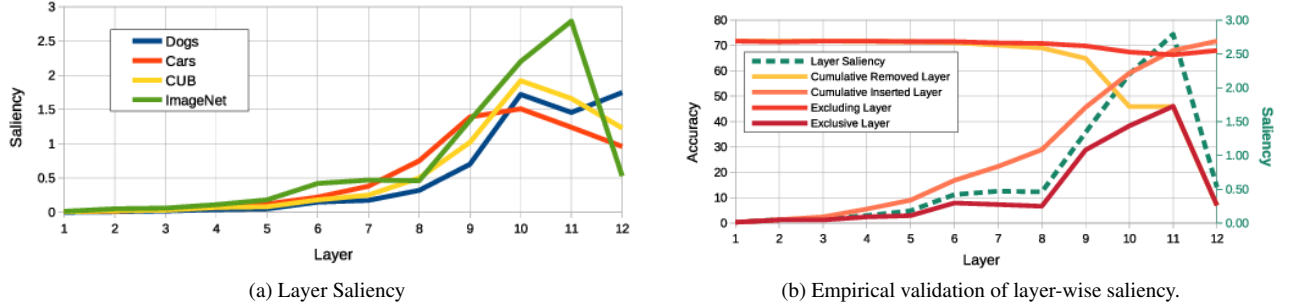 3
2.5
2
1.5
1
0.5
0
Saliency
Dogs
Cars
CUB
ImageNet
1 2 3 4 5 6 7 8 9 10 11 12
Layer
(a) Layer Saliency
80
70
60
50
40
30
20
10
0
Accuracy
Layer Saliency
Cumulative Removed Layer
Cumulative Inserted Layer
Excluding Layer
Exclusive Layer
3.00
2.50
2.00
1.50
1.00
0.50
0.00
Saliency
1 2 3 4 5 6 7 8 9 10 11 12
Layer
(b) Empirical validation of layer-wise saliency.